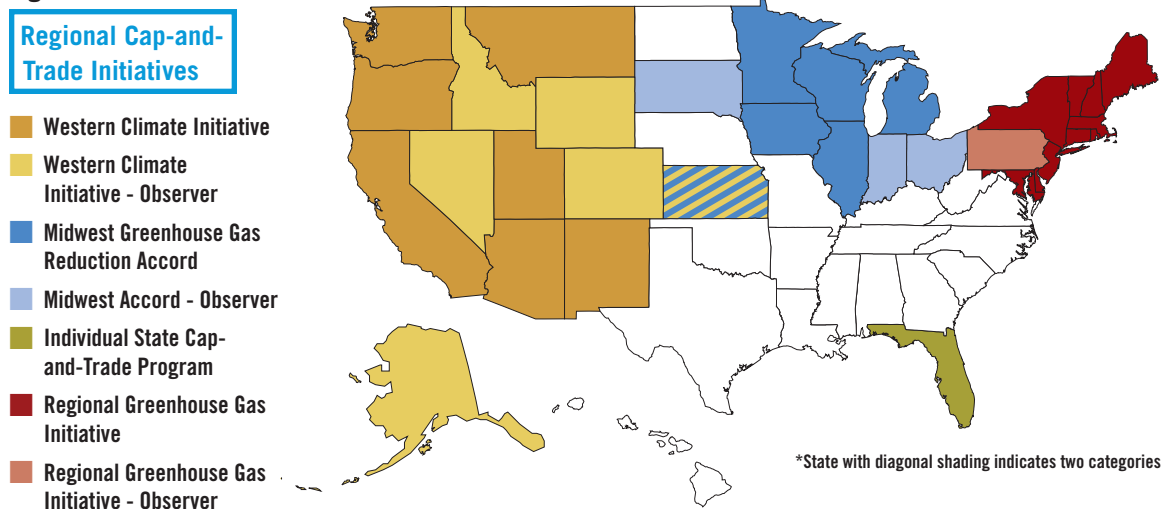 Regional Cap-and-
Trade Initiatives
Western Climate Initiative
Western Climate
Initiative - Observer
Midwest Greenhouse Gas
Reduction Accord
Midwest Accord - Observer
Individual State Cap-
and-Trade Program
Regional Greenhouse Gas
Initiative
Regional Greenhouse Gas
Initiative - Observer
*State with diagonal shading indicates two categories